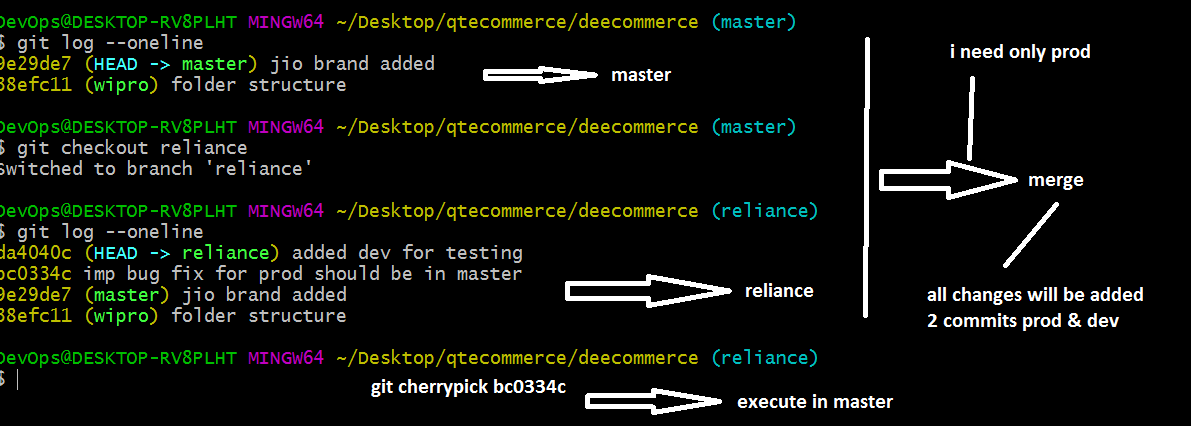 DevOps@DESKTOP-RV8PLHT MINGW64 ~/Desktop/qtecommerce/deecommerce (master)
$ git log --oneline
9e29de7 (HEAD -> master) jio brand added
38efc11 (wipro) folder structure
master
i need only prod
DevOps@DESKTOP-RV8PLHT MINGW64 ~/Desktop/qtecommerce/deecommerce (master)
$ git checkout reliance
Switched to branch 'reliance'
merge
DevOps@DESKTOP-RV8PLHT MINGW64 ~/Desktop/qtecommerce/deecommerce (reliance)
$ git log --oneline
da4040c (HEAD -> reliance) added dev for testing
bc0334c imp bug fix for prod should be in master
9e29de7 (master) jio brand added
38efc11 (wipro) folder structure
reliance
all changes will be added
2 commits prod & dev
DevOps@DESKTOP-RV8PLHT MINGW64 ~/Desktop/qtecommerce/deecommerce (reliance)
$
git cherrypick bc0334c
execute in master